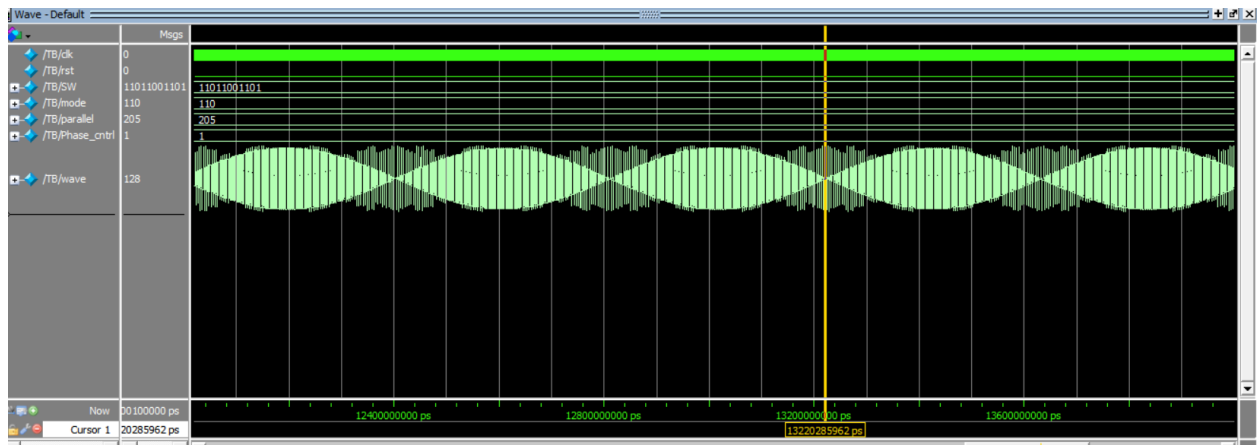 Wave - Default
Msgs
/TB/clk 0
/TB/rst 0
/TB/SW 11011001101 11011001101
/TB/mode 110 110
/TB/parallel 205 205
/TB/Phase_cntrl 1 1
/TB/wave 128
Now 00100000 ps
12400000000 ps 12800000000 ps 13200000000 ps 13600000000 ps
Cursor 1 20285962 ps 13220285962 ps